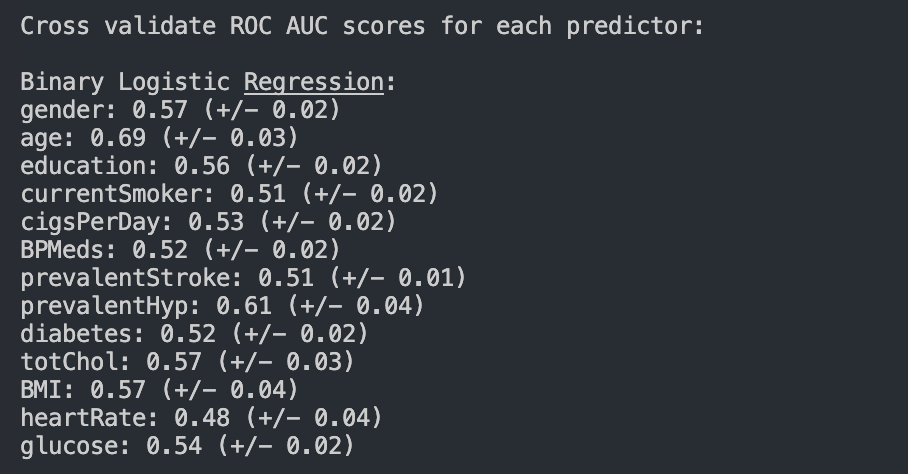 Cross validate ROC AUC scores for each predictor:
Binary Logistic Regression:
gender: 0.57 (+/- 0.02)
age: 0.69 (+/- 0.03)
education: 0.56 (+/- 0.02)
currentSmoker: 0.51 (+/- 0.02)
cigsPerDay: 0.53 (+/- 0.02)
BPMeds: 0.52 (+/- 0.02)
prevalentStroke: 0.51 (+/- 0.01)
prevalentHyp: 0.61 (+/- 0.04)
diabetes: 0.52 (+/- 0.02)
totChol: 0.57 (+/- 0.03)
BMI: 0.57 (+/- 0.04)
heartRate: 0.48 (+/- 0.04)
glucose: 0.54 (+/- 0.02)